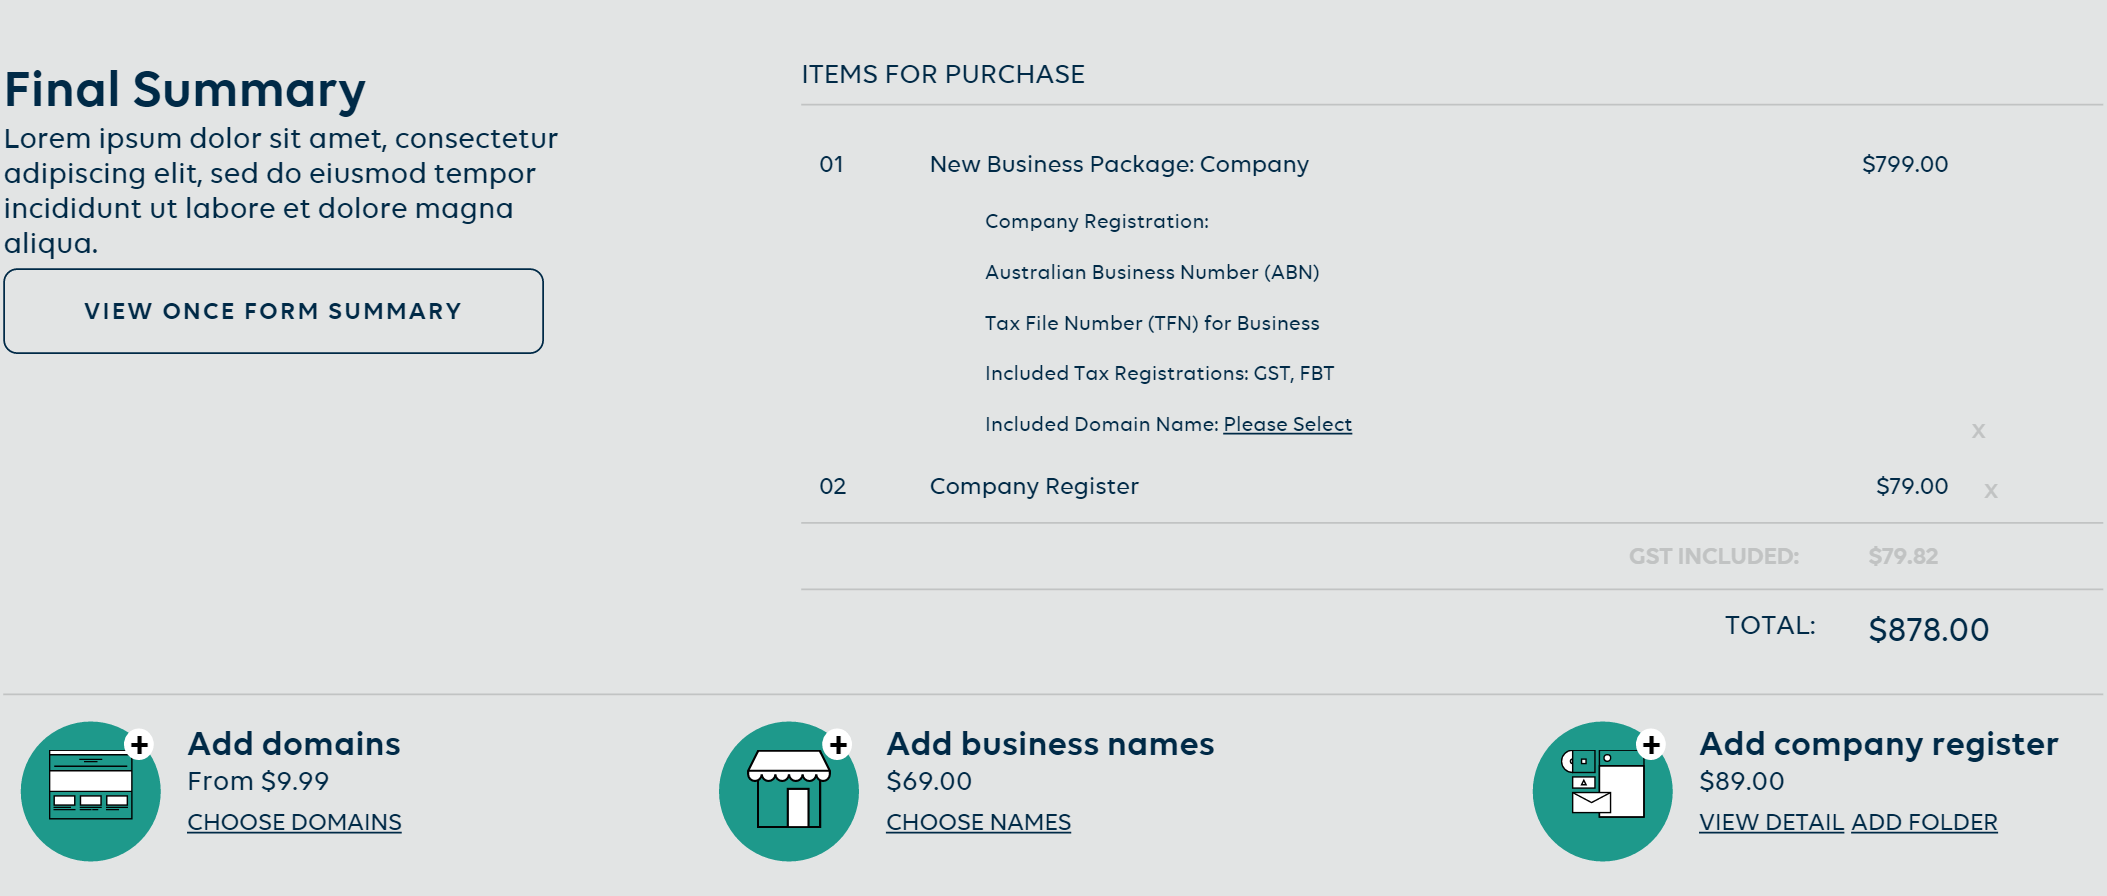 Final Summary
Lorem ipsum dolor sit amet, consectetur
adipiscing elit, sed do eiusmod tempor
incididunt ut labore et dolore magna
aliqua.
VIEW ONCE FORM SUMMARY
ITEMS FOR PURCHASE
01 New Business Package: Company $799.00
Company Registration:
Australian Business Number (ABN)
Tax File Number (TFN) for Business
Included Tax Registrations: GST, FBT
Included Domain Name: Please Select x
02 Company Register $79.00 x
GST INCLUDED: $79.82
TOTAL: $878.00
Add domains
From $9.99
CHOOSE DOMAINS
Add business names
$69.00
CHOOSE NAMES
Add company register
$89.00
VIEW DETAIL ADD FOLDER